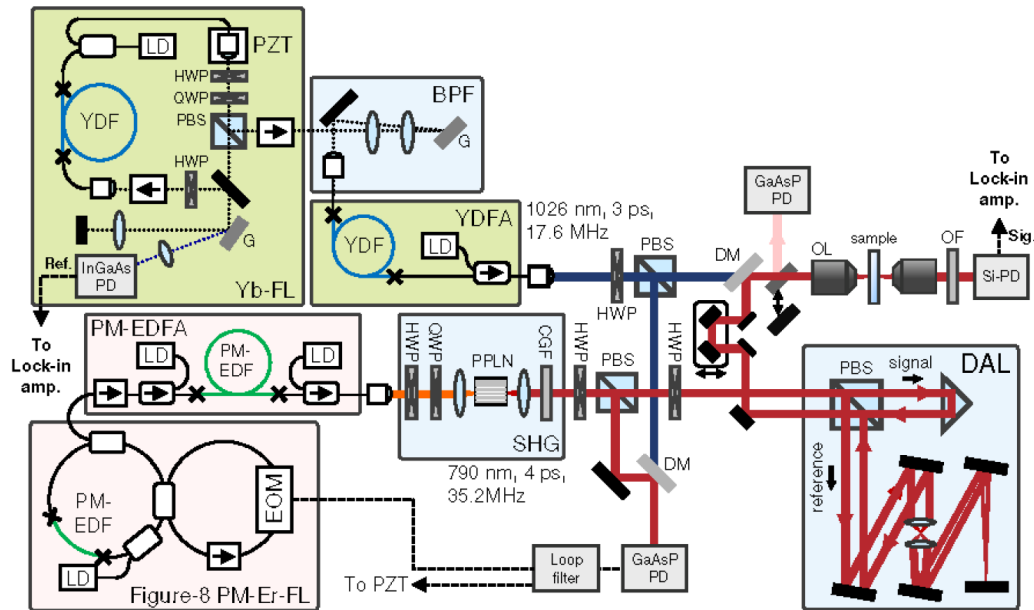 LD
PZT
HWP
QWP
PBS
YDF
HWP
G
Ref.
InGaAs
PD
Yb-FL
To
Lock-in
amp.
BPF
G
YDFA
YDF
LD
1026 nm, 3 ps,
17.6 MHz
HWP
PBS
DM
GaAsP
PD
OL
sample
OF
To
Lock-in
amp.
Sig.
Si-PD
PM-EDFA
LD
PM-
EDF
LD
HWP
QWP
PPLN
CGF
SHG
HWP
PBS
HWP
790 nm, 4 ps,
35.2MHz
DM
DAL
PBS
signal
reference
PM-
EDF
LD
EOM
Figure-8 PM-Er-FL
To PZT
Loop
filter
GaAsP
PD